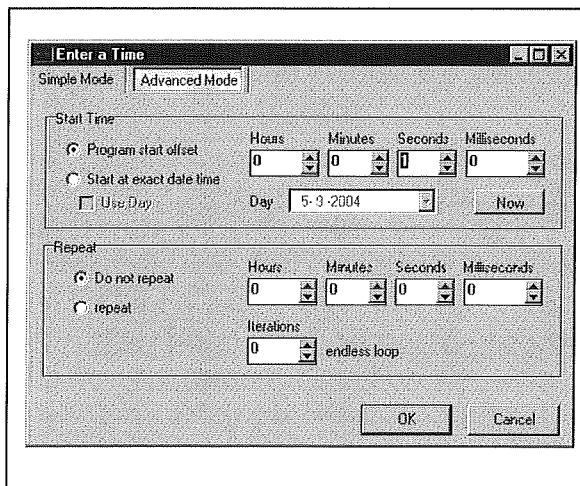 Enter a Time
Simple Mode Advanced Mode
Start Time
Program start offset
Start at exact date time
Use Day
Hours Minutes Seconds Milliseconds
0 0 0
Day 5- 3 -2004 Now
Repeat
Do not repeat
repeat
Hours Minutes Seconds Milliseconds
0 0 0 0
Iterations
0 endless loop
OK Cancel